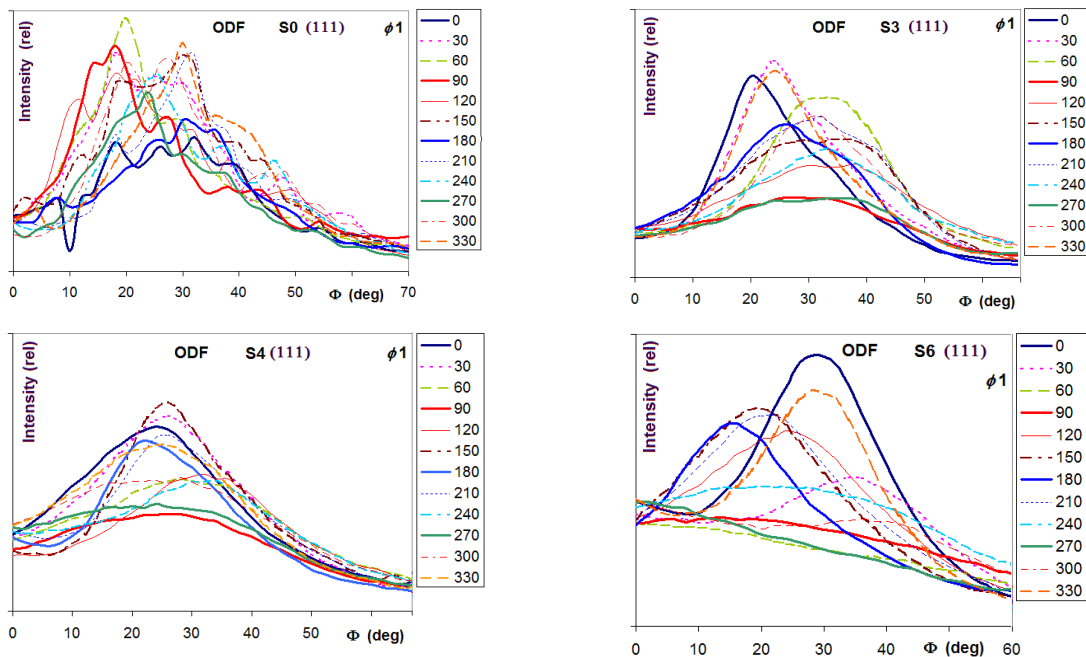 ODF S0 (111) ϕ1
Intensity (rel)
0
30
60
90
120
150
180
210
240
270
300
330
0 10 20 30 40 50 60 70
Φ (deg)
ODF S3 (111) ϕ1
Intensity (rel)
0
30
60
90
120
150
180
210
240
270
300
330
0 10 20 30 40 50
Φ (deg)
ODF S4 (111) ϕ1
Intensity (rel)
0
30
60
90
120
150
180
210
240
270
300
330
0 10 20 30 40 50
Φ (deg)
ODF S6 (111)
ϕ1
Intensity (rel)
0
30
60
90
120
150
180
210
240
270
300
330
0 10 20 30 40 50 60
Φ (deg)